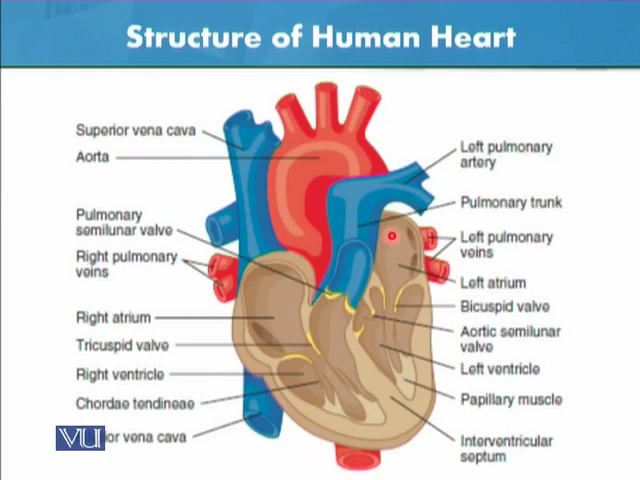 Structure of Human Heart
Superior vena cava
Aorta
Pulmonary
semilunar valve
Right pulmonary
veins
Right atrium
Tricuspid valve
Right ventricle
Chordae tendineae
VU
vena cava
Left pulmonary
artery
Pulmonary trunk
Left pulmonary
veins
Left atrium
Bicuspid valve
Aortic semilunar
valve
Left ventricle
Papillary muscle
Interventricular
septum